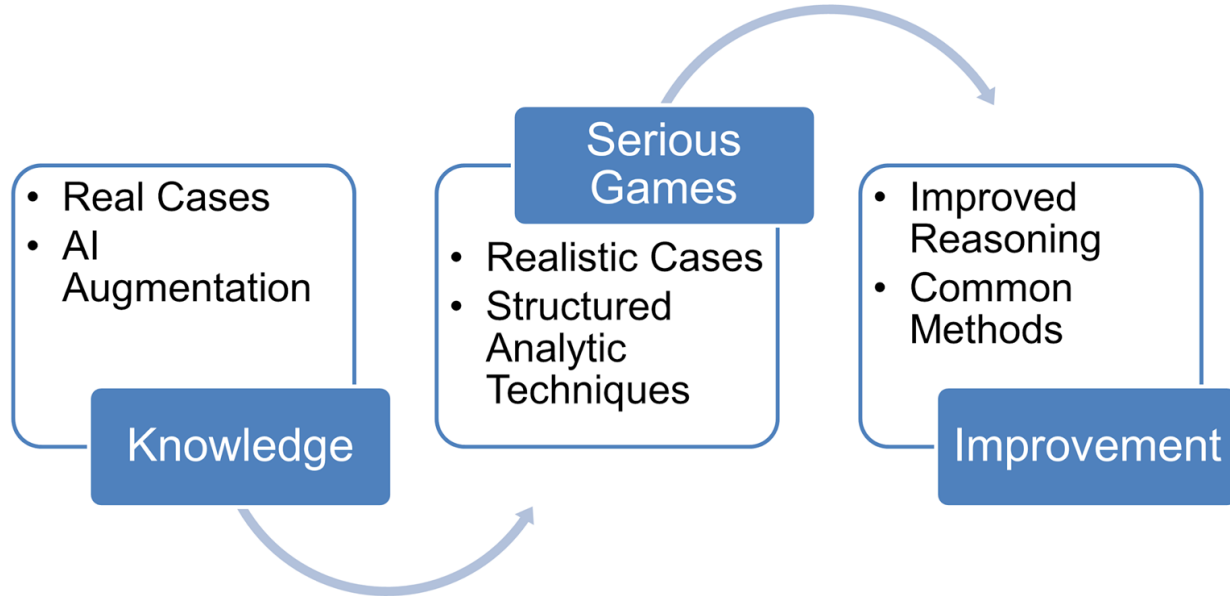 • Real Cases
• AI
Augmentation
Knowledge
Serious
Games
• Realistic Cases
• Structured
Analytic
Techniques
• Improved
Reasoning
• Common
Methods
Improvement